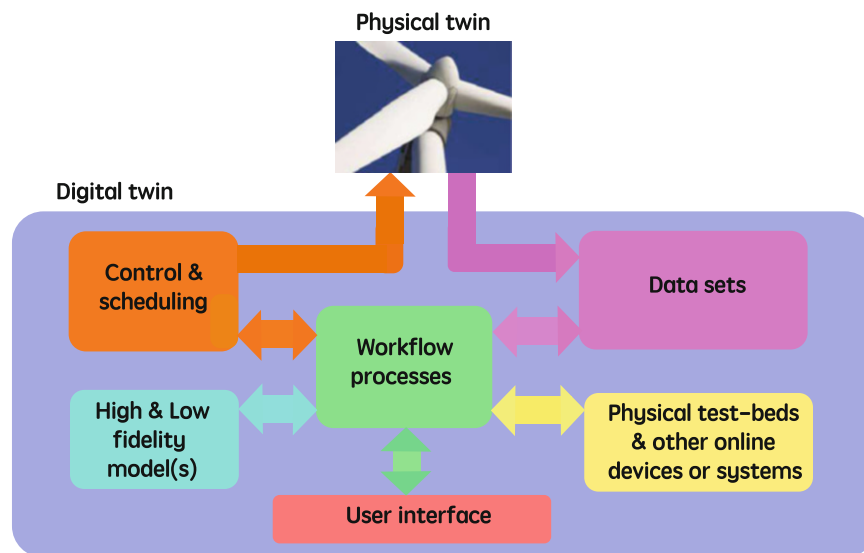 Physical twin
Digital twin
Control &
scheduling
Data sets
Workflow
processes
High & Low
fidelity
model(s)
Physical test-beds
& other online
devices or systems
User interface